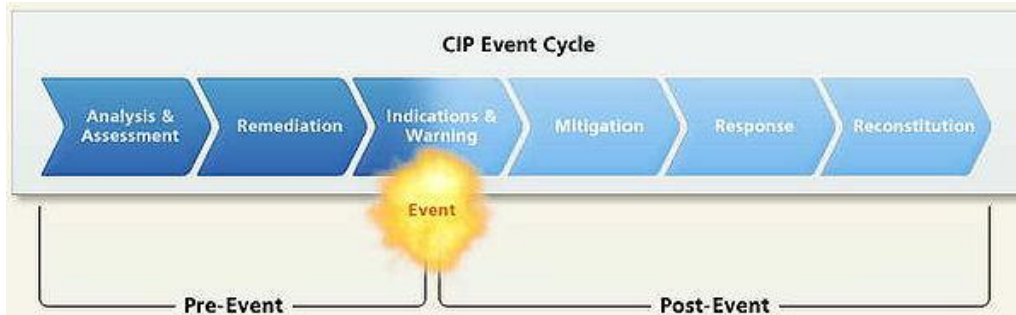 CIP Event Cycle
Analysis &
Assessment
Remediation
Indications &
Warning
Mitigation
Response
Reconstitution
Event
Pre-Event
Post-Event